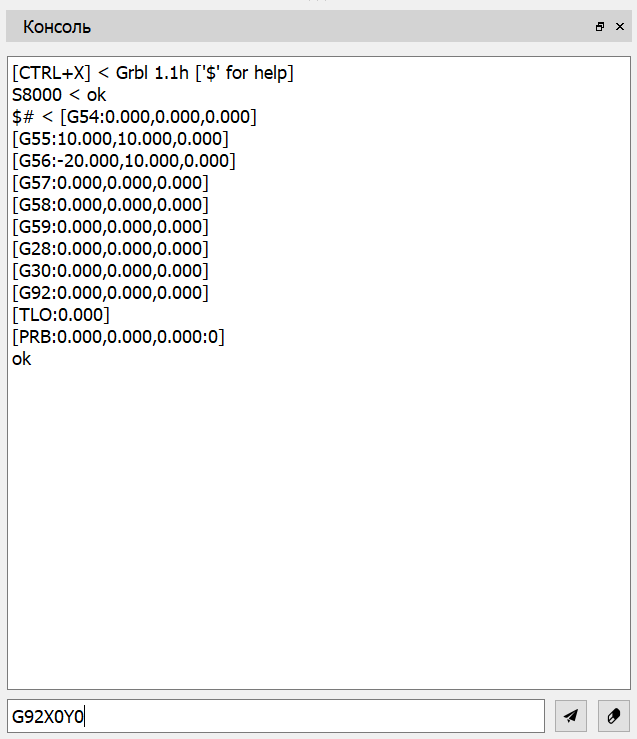 Консоль
[CTRL+X] < Grbl 1.1h ['$' for help]
S8000 < ok
$# < [G54:0.000,0.000,0.000]
[G55:10.000,10.000,0.000]
[G56:-20.000,10.000,0.000]
[G57:0.000,0.000,0.000]
[G58:0.000,0.000,0.000]
[G59:0.000,0.000,0.000]
[G28:0.000,0.000,0.000]
[G30:0.000,0.000,0.000]
[G92:0.000,0.000,0.000]
[TLO:0.000]
[PRB:0.000,0.000,0.000:0]
ok
G92X0Y0